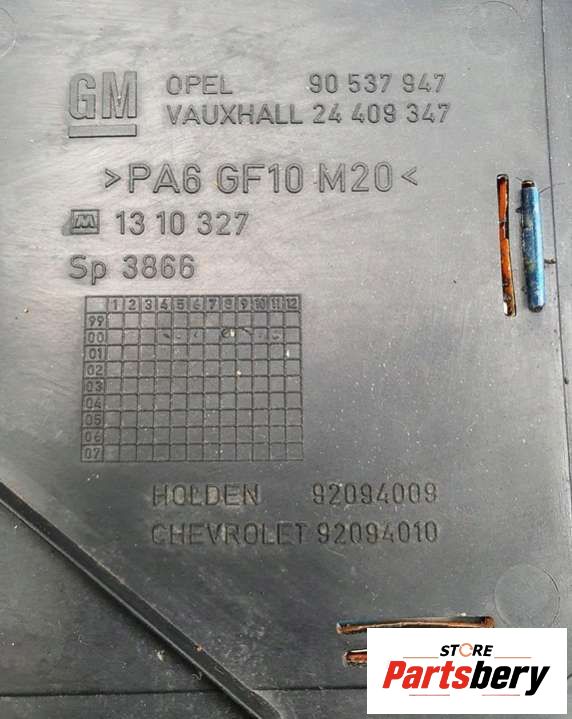 GM OPEL 90 537 947
VAUXHALL 24 409 347
>PA6 GF10 M20<
M 13 10 327
Sp 3866
1 2 3 4 5 6 7 8 9 10 11 12
99
00
01
02
03
04
05
06
07
HOLDEN 92094009
CHEVROLET 92094010
STORE
Partsbery